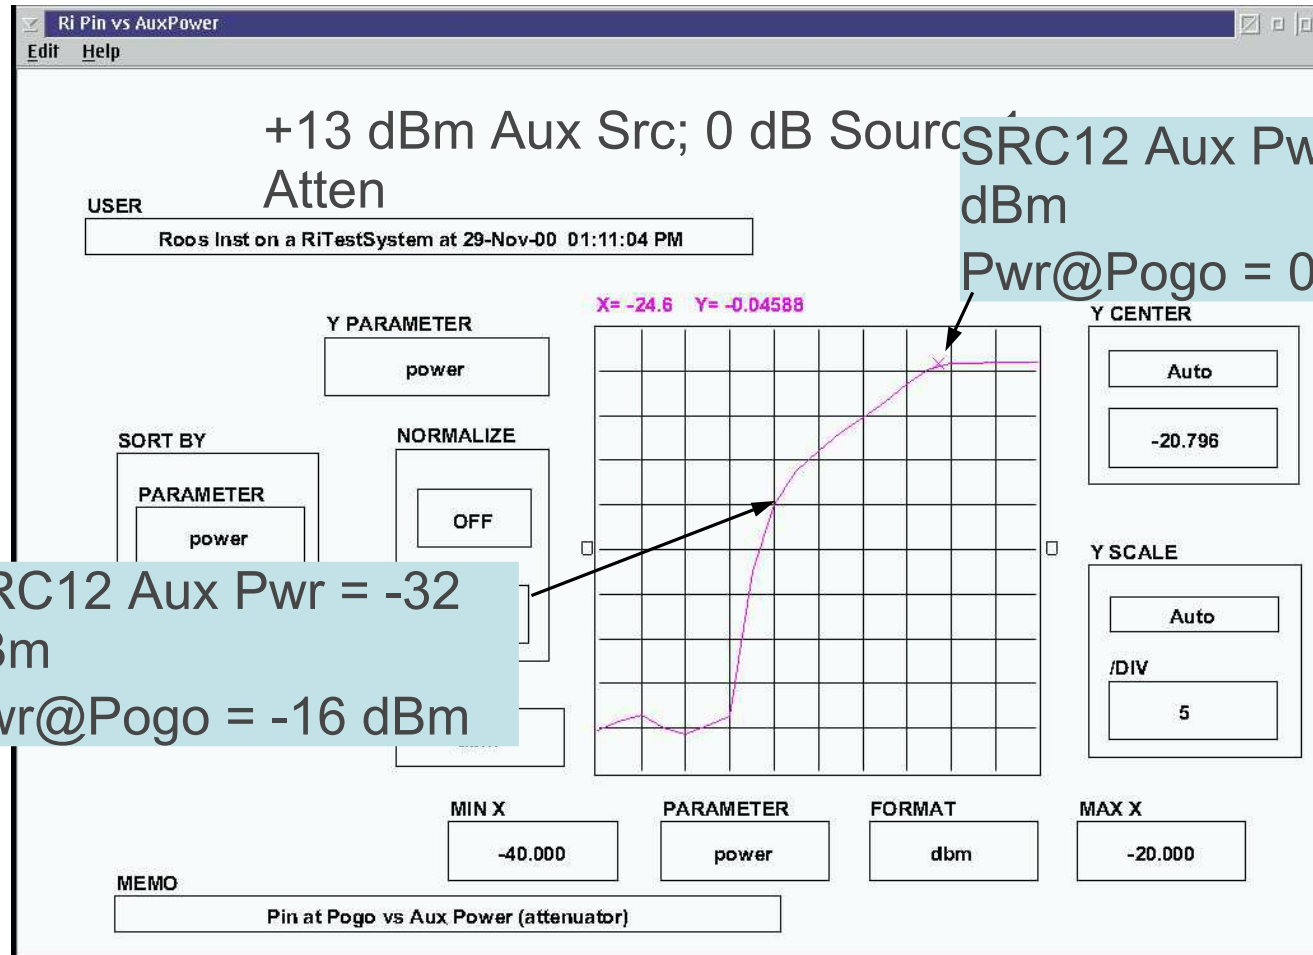 Ri Pin vs AuxPower
Edit Help
+13 dBm Aux Src; 0 dB Source
Atten
SRC12 Aux Pw
dBm
Pwr@Pogo = 0
USER
Roos Inst on a RiTestSystem at 29-Nov-00 01:11:04 PM
X= -24.6 Y= -0.04588
Y PARAMETER
power
Y CENTER
Auto
-20.796
SORT BY
PARAMETER
power
NORMALIZE
OFF
RC12 Aux Pwr = -32
Bm
wr@Pogo = -16 dBm
Y SCALE
Auto
/DIV
5
MIN X
-40.000
PARAMETER
power
FORMAT
dbm
MAX X
-20.000
MEMO
Pin at Pogo vs Aux Power (attenuator)